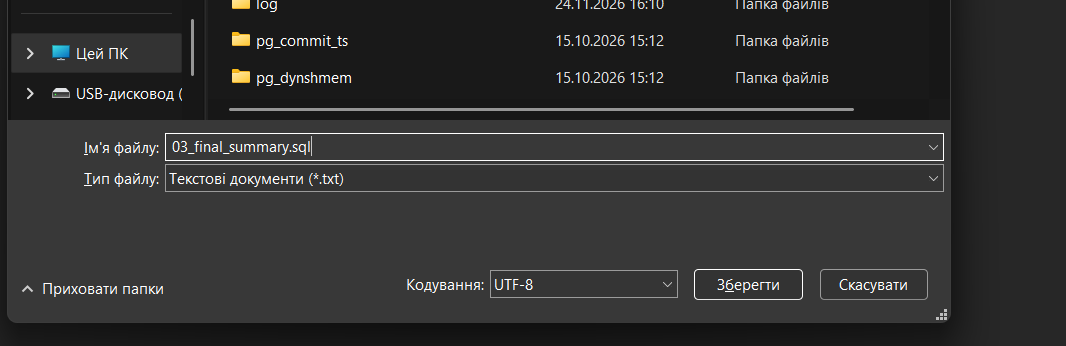 log 24.11.2026 16:10 Папка файлів
Цей ПК pg_commit_ts 15.10.2026 15:12 Папка файлів
USB-дисковод ( pg_dynshmem 15.10.2026 15:12 Папка файлів
Ім'я файлу: 03_final_summary.sql
Тип файлу: Текстові документи (*.txt)
Приховати папки Кодування: UTF-8 Зберегти Скасувати